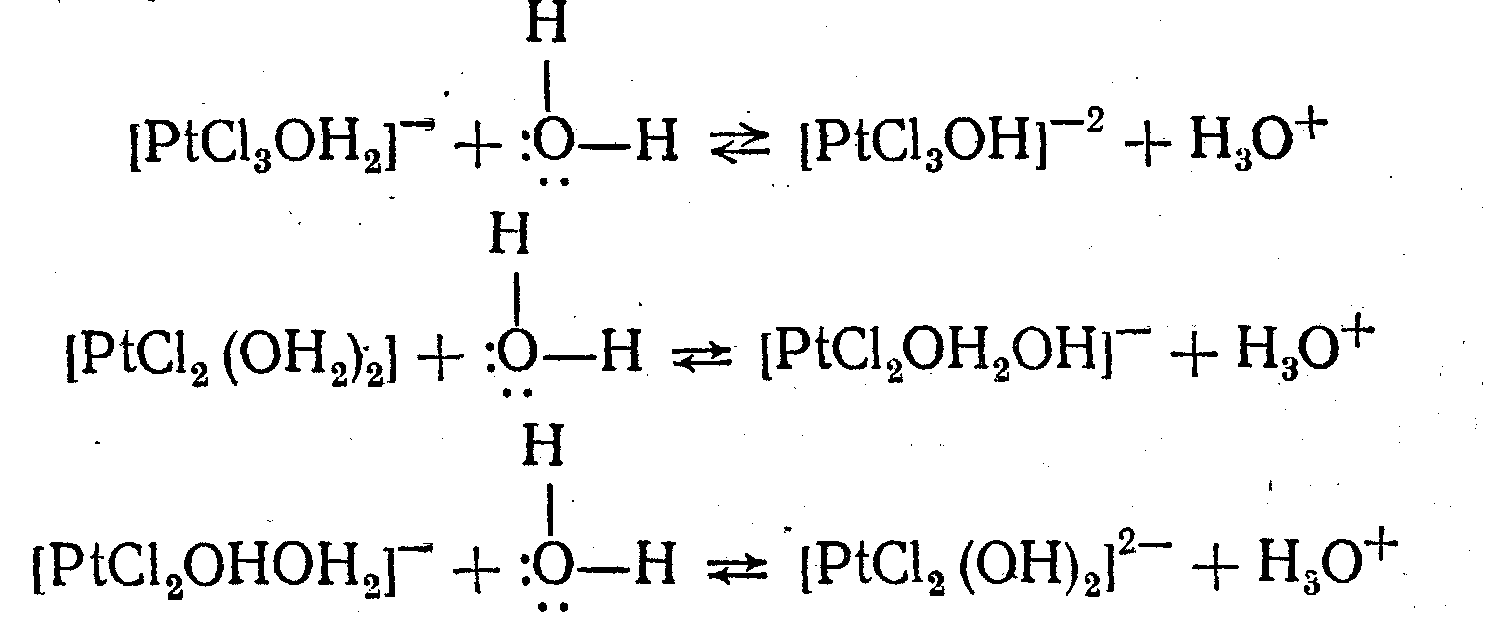 H
[PtCl₃OH₂]⁻ + :Ö—H ⇄ [PtCl₃OH]⁻² + H₃O⁺
H
[PtCl₂(OH₂)₂] + :Ö—H ⇄ [PtCl₂OH₂OH]⁻ + H₃O⁺
H
[PtCl₂OHOH₂]⁻ + :Ö—H ⇄ [PtCl₂(OH)₂]²⁻ + H₃O⁺